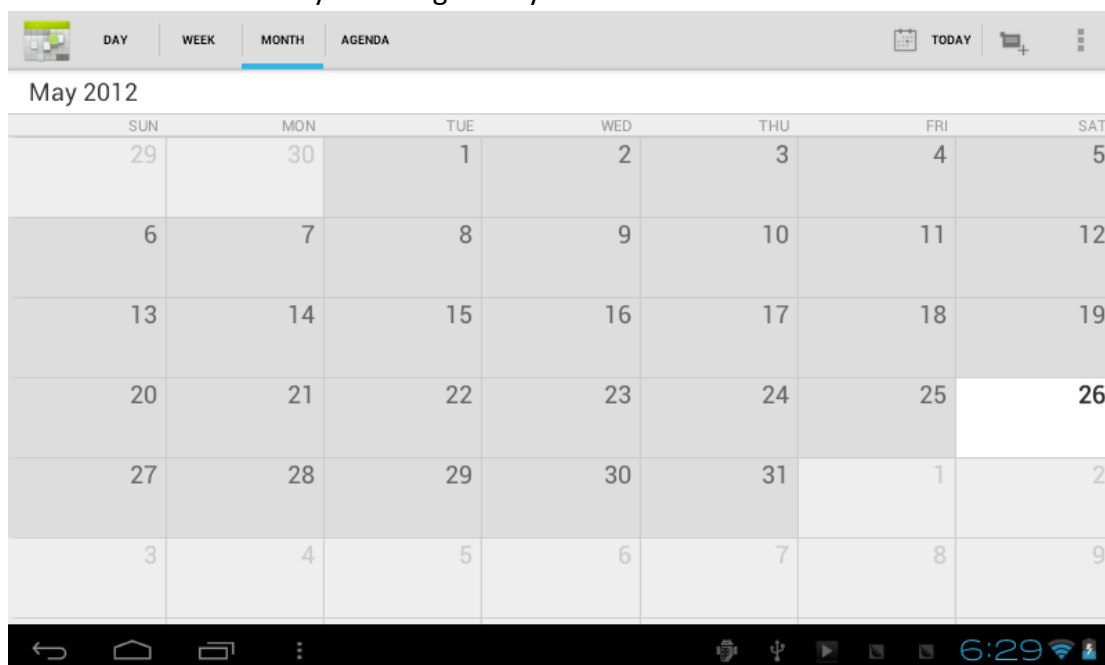 DAY WEEK MONTH AGENDA TODAY
May 2012
SUN MON TUE WED THU FRI SAT
29 30 1 2 3 4 5
6 7 8 9 10 11 12
13 14 15 16 17 18 19
20 21 22 23 24 25 26
27 28 29 30 31 1 2
3 4 5 6 7 8 9
6:29